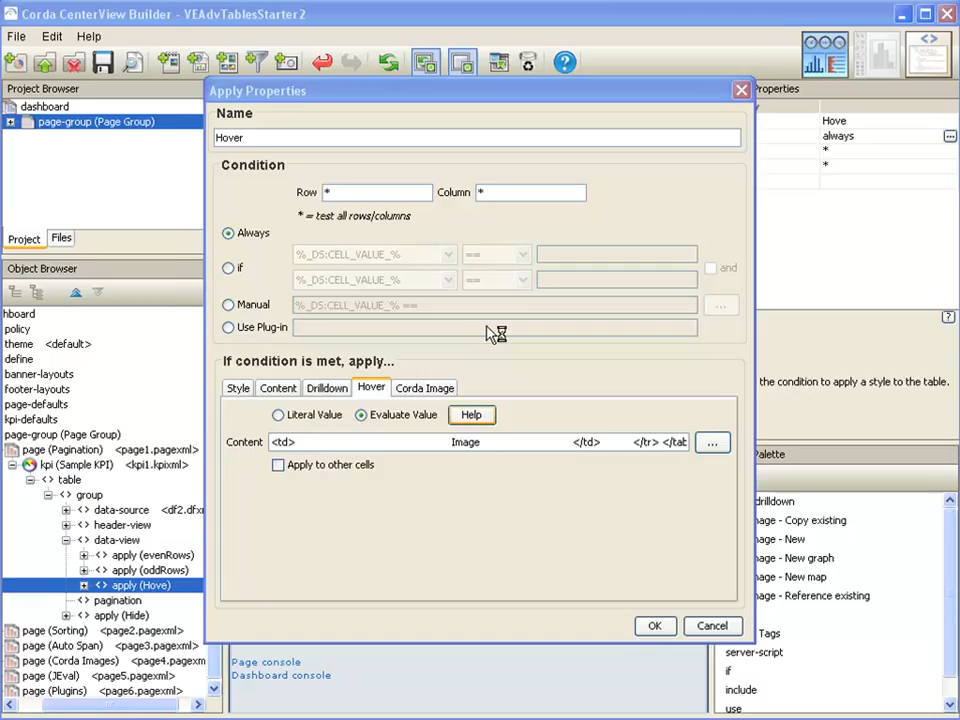 Corda CenterView Builder - VEAdvTablesStarter2
File Edit Help
Project Browser
dashboard
page-group (Page Group)
Project Files
Object Browser
hboard
policy
theme <default>
define
banner-layouts
footer-layouts
page-defaults
kpi-defaults
page-group (Page Group)
page (Pagination) <page1.pagexml>
kpi (Sample KPI) <kpi1.kpixml>
<> table
<> group
<> data-source <df2.dfx
<> header-view
<> data-view
<> apply (evenRows)
<> apply (oddRows)
<> apply (Hove)
<> pagination
<> apply (Hide)
page (Sorting) <page2.pagexml>
page (Auto Span) <page3.pagexml>
page (Corda Images) <page4.pagexm
page (JEval) <page5.pagexml>
page (Plugins) <page6.pagexml>
Apply Properties
Name
Hover
Condition
Row * Column *
* = test all rows/columns
Always
if %_DS:CELL_VALUE_% ==
%_DS:CELL_VALUE_% == and
Manual %_DS:CELL_VALUE_% == ...
Use Plug-in
If condition is met, apply...
Style Content Drilldown Hover Corda Image
Literal Value Evaluate Value Help
Content <td> Image </td> </tr> </tat ...
Apply to other cells
OK Cancel
Page console
Dashboard console
Properties
Hove
always ...
*
*
?
the condition to apply a style to the table.
Palette
drilldown
mage - Copy existing
mage - New
mage - New graph
mage - New map
mage - Reference existing
Tags
server-script
if
include
use